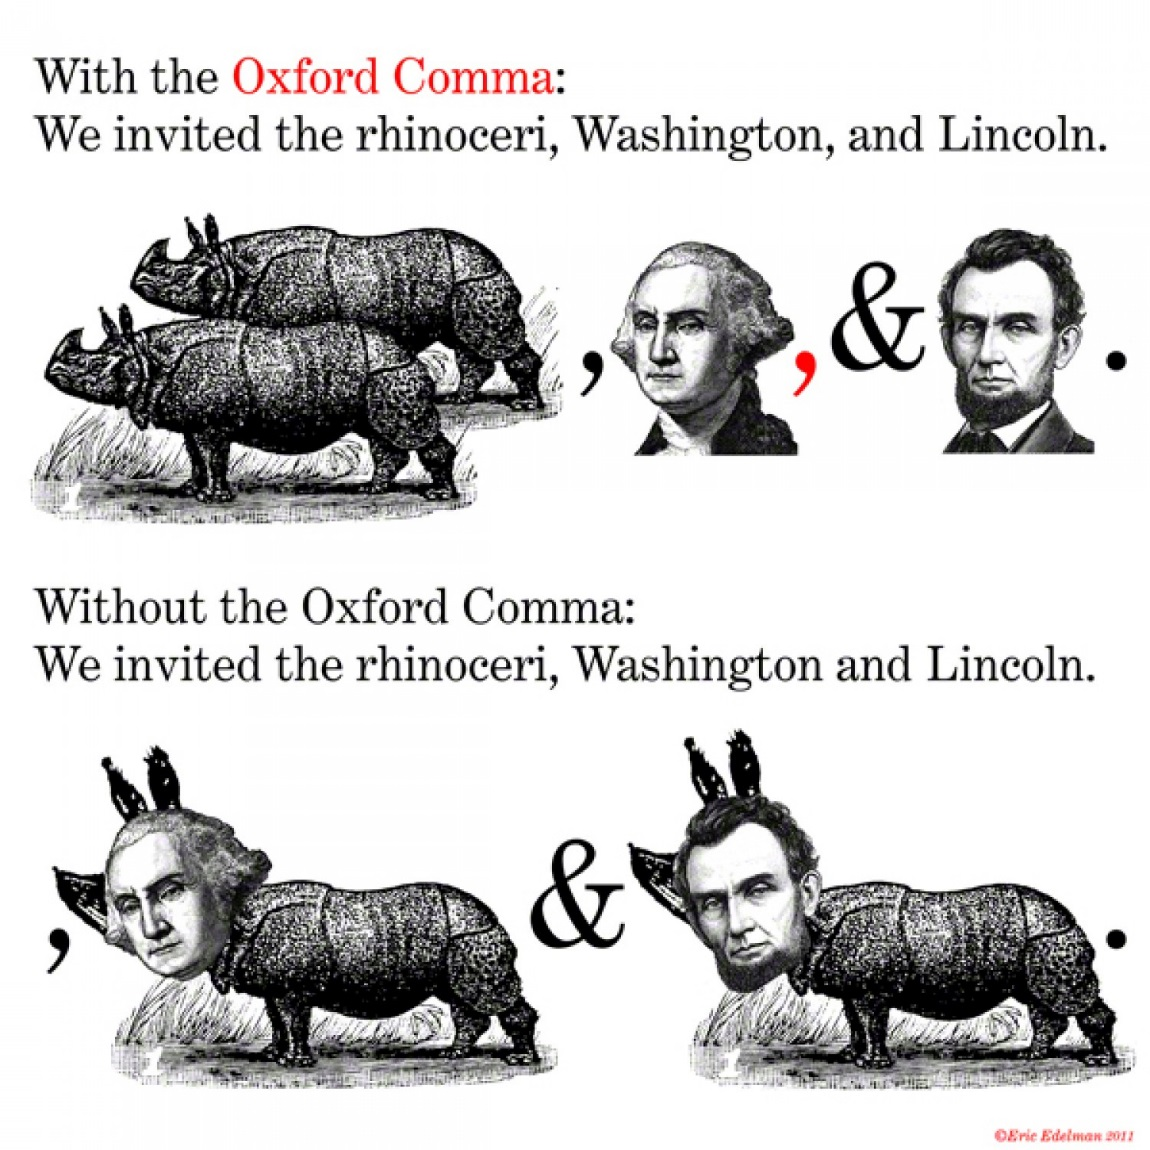 With the Oxford Comma:
We invited the rhinoceri, Washington, and Lincoln.
, , & .
Without the Oxford Comma:
We invited the rhinoceri, Washington and Lincoln.
, & .
©Eric Edelman 2011